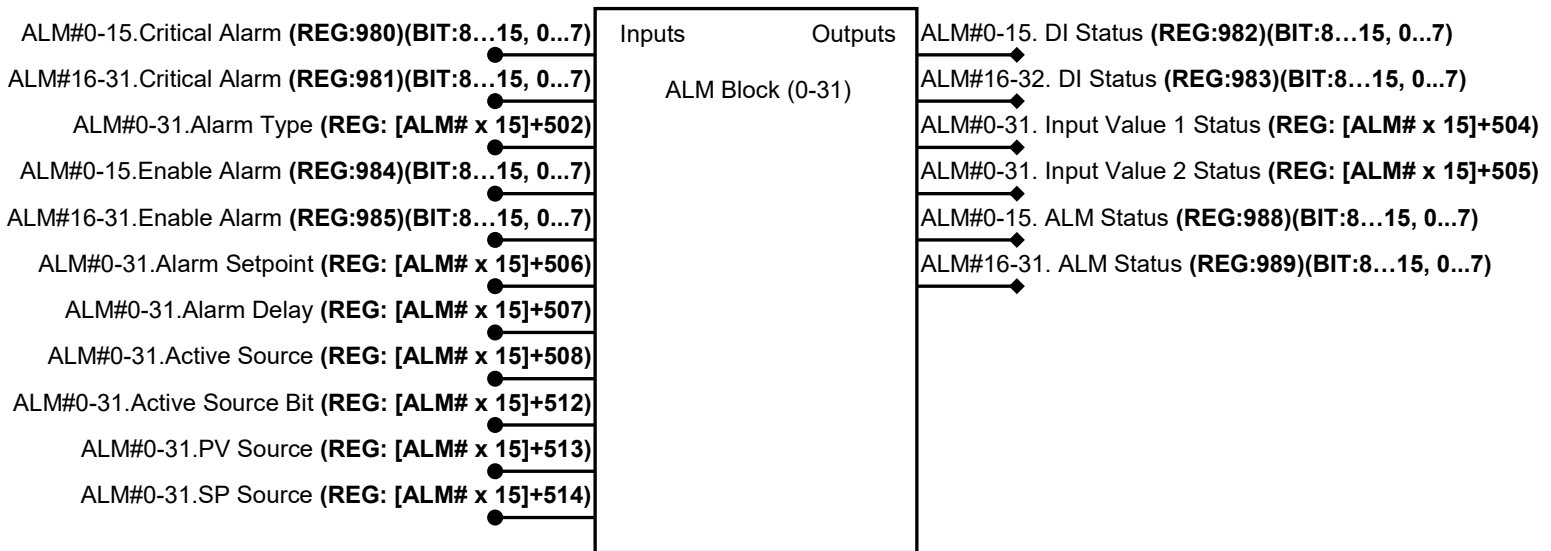 ALM#0-15.Critical Alarm (REG:980)(BIT:8…15, 0...7)
ALM#16-31.Critical Alarm (REG:981)(BIT:8…15, 0...7)
ALM#0-31.Alarm Type (REG: [ALM# x 15]+502)
ALM#0-15.Enable Alarm (REG:984)(BIT:8…15, 0...7)
ALM#16-31.Enable Alarm (REG:985)(BIT:8…15, 0...7)
ALM#0-31.Alarm Setpoint (REG: [ALM# x 15]+506)
ALM#0-31.Alarm Delay (REG: [ALM# x 15]+507)
ALM#0-31.Active Source (REG: [ALM# x 15]+508)
ALM#0-31.Active Source Bit (REG: [ALM# x 15]+512)
ALM#0-31.PV Source (REG: [ALM# x 15]+513)
ALM#0-31.SP Source (REG: [ALM# x 15]+514)
Inputs Outputs
ALM Block (0-31)
ALM#0-15. DI Status (REG:982)(BIT:8…15, 0...7)
ALM#16-32. DI Status (REG:983)(BIT:8…15, 0...7)
ALM#0-31. Input Value 1 Status (REG: [ALM# x 15]+504)
ALM#0-31. Input Value 2 Status (REG: [ALM# x 15]+505)
ALM#0-15. ALM Status (REG:988)(BIT:8…15, 0...7)
ALM#16-31. ALM Status (REG:989)(BIT:8…15, 0...7)